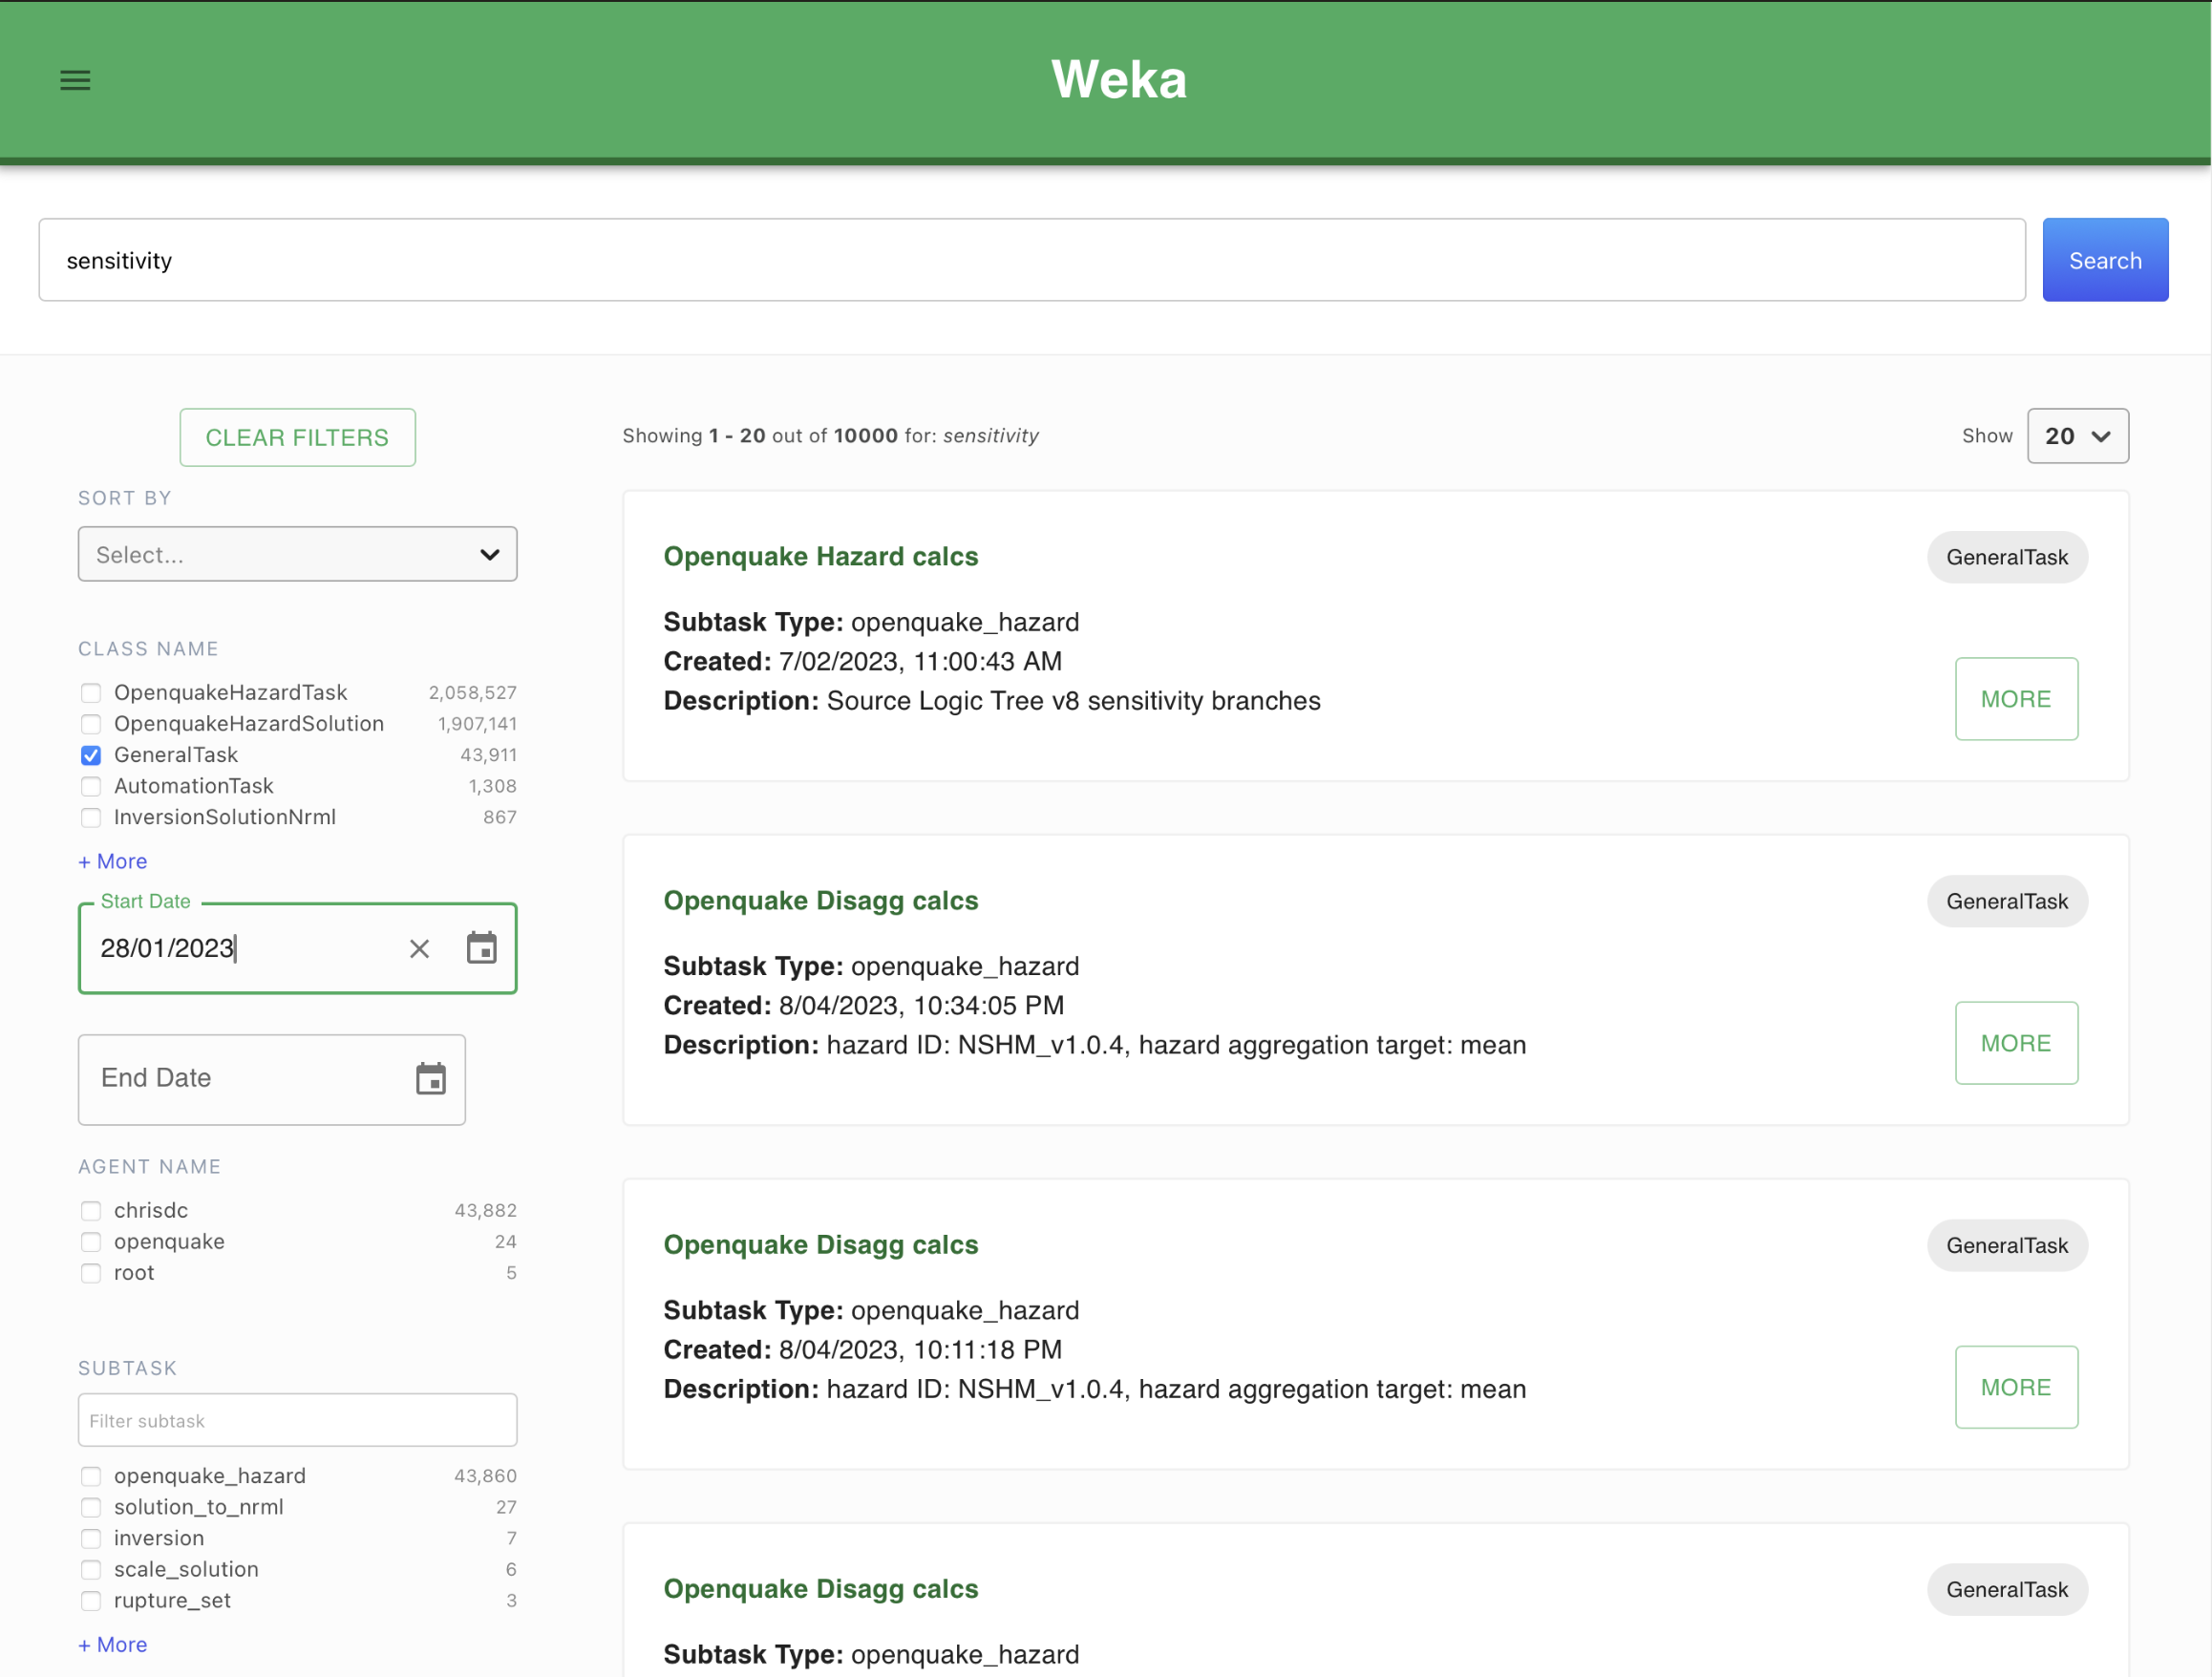 Weka
sensitivity
Search
CLEAR FILTERS
SORT BY
Select...
CLASS NAME
OpenquakeHazardTask 2,058,527
OpenquakeHazardSolution 1,907,141
GeneralTask 43,911
AutomationTask 1,308
InversionSolutionNrml 867
+ More
Start Date
28/01/2023
End Date
AGENT NAME
chrisdc 43,882
openquake 24
root 5
SUBTASK
Filter subtask
openquake_hazard 43,860
solution_to_nrml 27
inversion 7
scale_solution 6
rupture_set 3
+ More
Showing 1 - 20 out of 10000 for: sensitivity
Show 20
Openquake Hazard calcs
GeneralTask
Subtask Type: openquake_hazard
Created: 7/02/2023, 11:00:43 AM
Description: Source Logic Tree v8 sensitivity branches
MORE
Openquake Disagg calcs
GeneralTask
Subtask Type: openquake_hazard
Created: 8/04/2023, 10:34:05 PM
Description: hazard ID: NSHM_v1.0.4, hazard aggregation target: mean
MORE
Openquake Disagg calcs
GeneralTask
Subtask Type: openquake_hazard
Created: 8/04/2023, 10:11:18 PM
Description: hazard ID: NSHM_v1.0.4, hazard aggregation target: mean
MORE
Openquake Disagg calcs
GeneralTask
Subtask Type: openquake_hazard